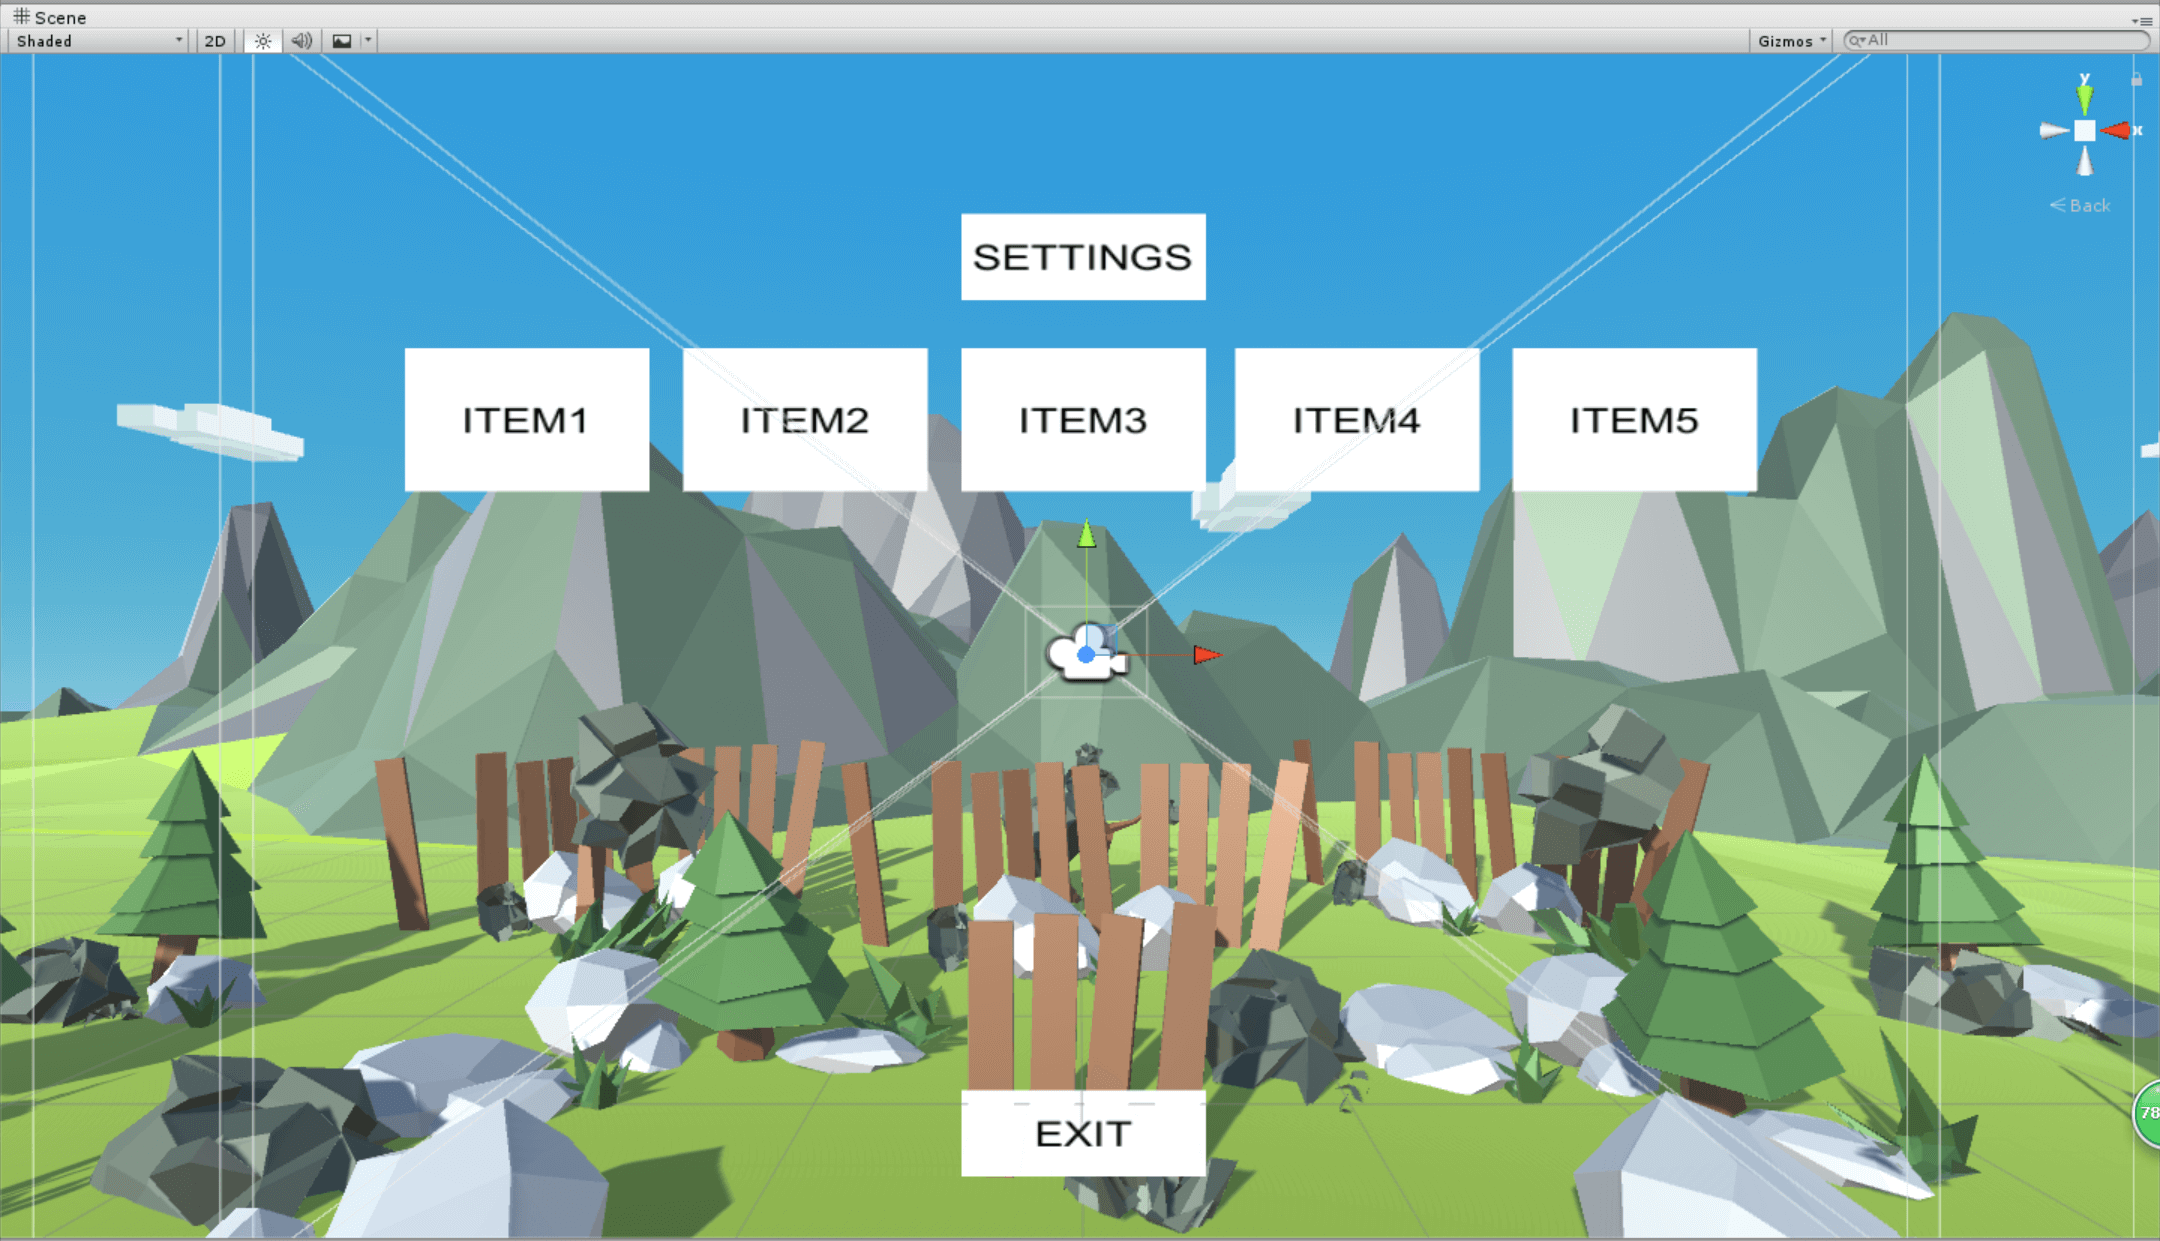 Scene
Shaded 2D Gizmos All
y
x
Back
SETTINGS
ITEM1 ITEM2 ITEM3 ITEM4 ITEM5
78
EXIT